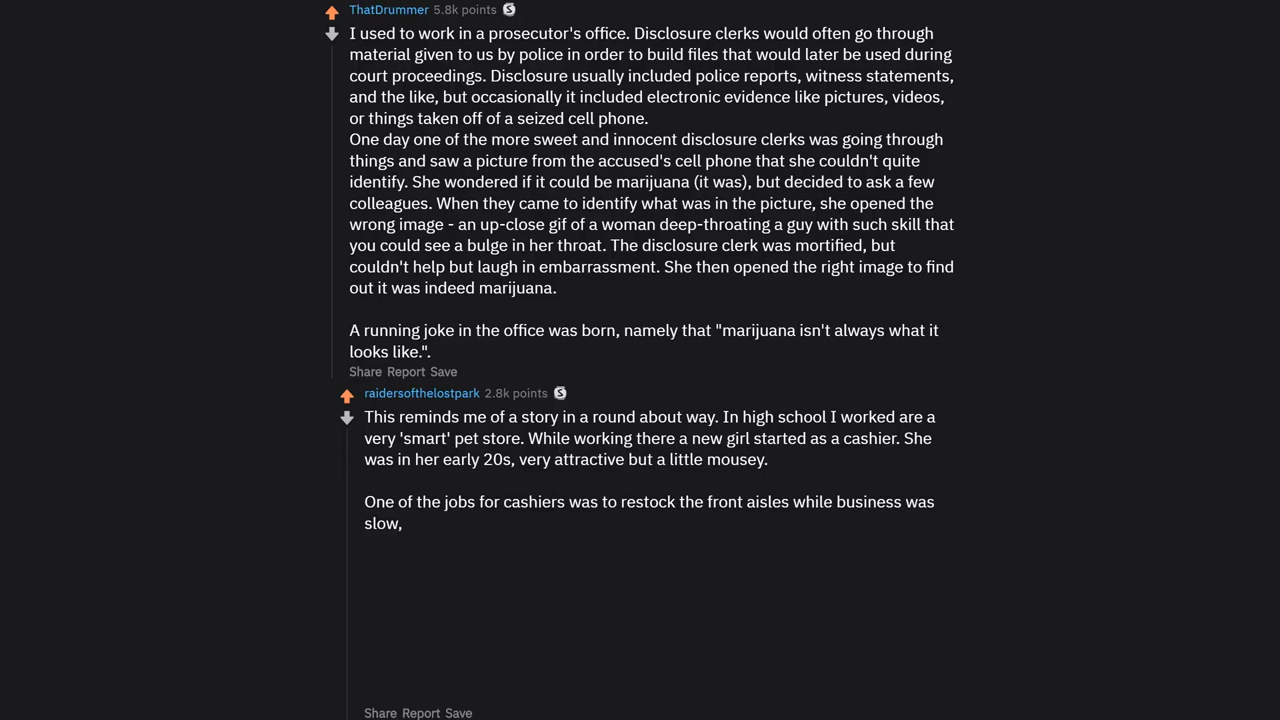 ThatDrummer 5.8k points S
I used to work in a prosecutor's office. Disclosure clerks would often go through
material given to us by police in order to build files that would later be used during
court proceedings. Disclosure usually included police reports, witness statements,
and the like, but occasionally it included electronic evidence like pictures, videos,
or things taken off of a seized cell phone.
One day one of the more sweet and innocent disclosure clerks was going through
things and saw a picture from the accused's cell phone that she couldn't quite
identify. She wondered if it could be marijuana (it was), but decided to ask a few
colleagues. When they came to identify what was in the picture, she opened the
wrong image - an up-close gif of a woman deep-throating a guy with such skill that
you could see a bulge in her throat. The disclosure clerk was mortified, but
couldn't help but laugh in embarrassment. She then opened the right image to find
out it was indeed marijuana.
A running joke in the office was born, namely that "marijuana isn't always what it
looks like.".
Share Report Save
raidersofthelostpark 2.8k points S
This reminds me of a story in a round about way. In high school I worked are a
very 'smart' pet store. While working there a new girl started as a cashier. She
was in her early 20s, very attractive but a little mousey.
One of the jobs for cashiers was to restock the front aisles while business was
slow,
Share Report Save